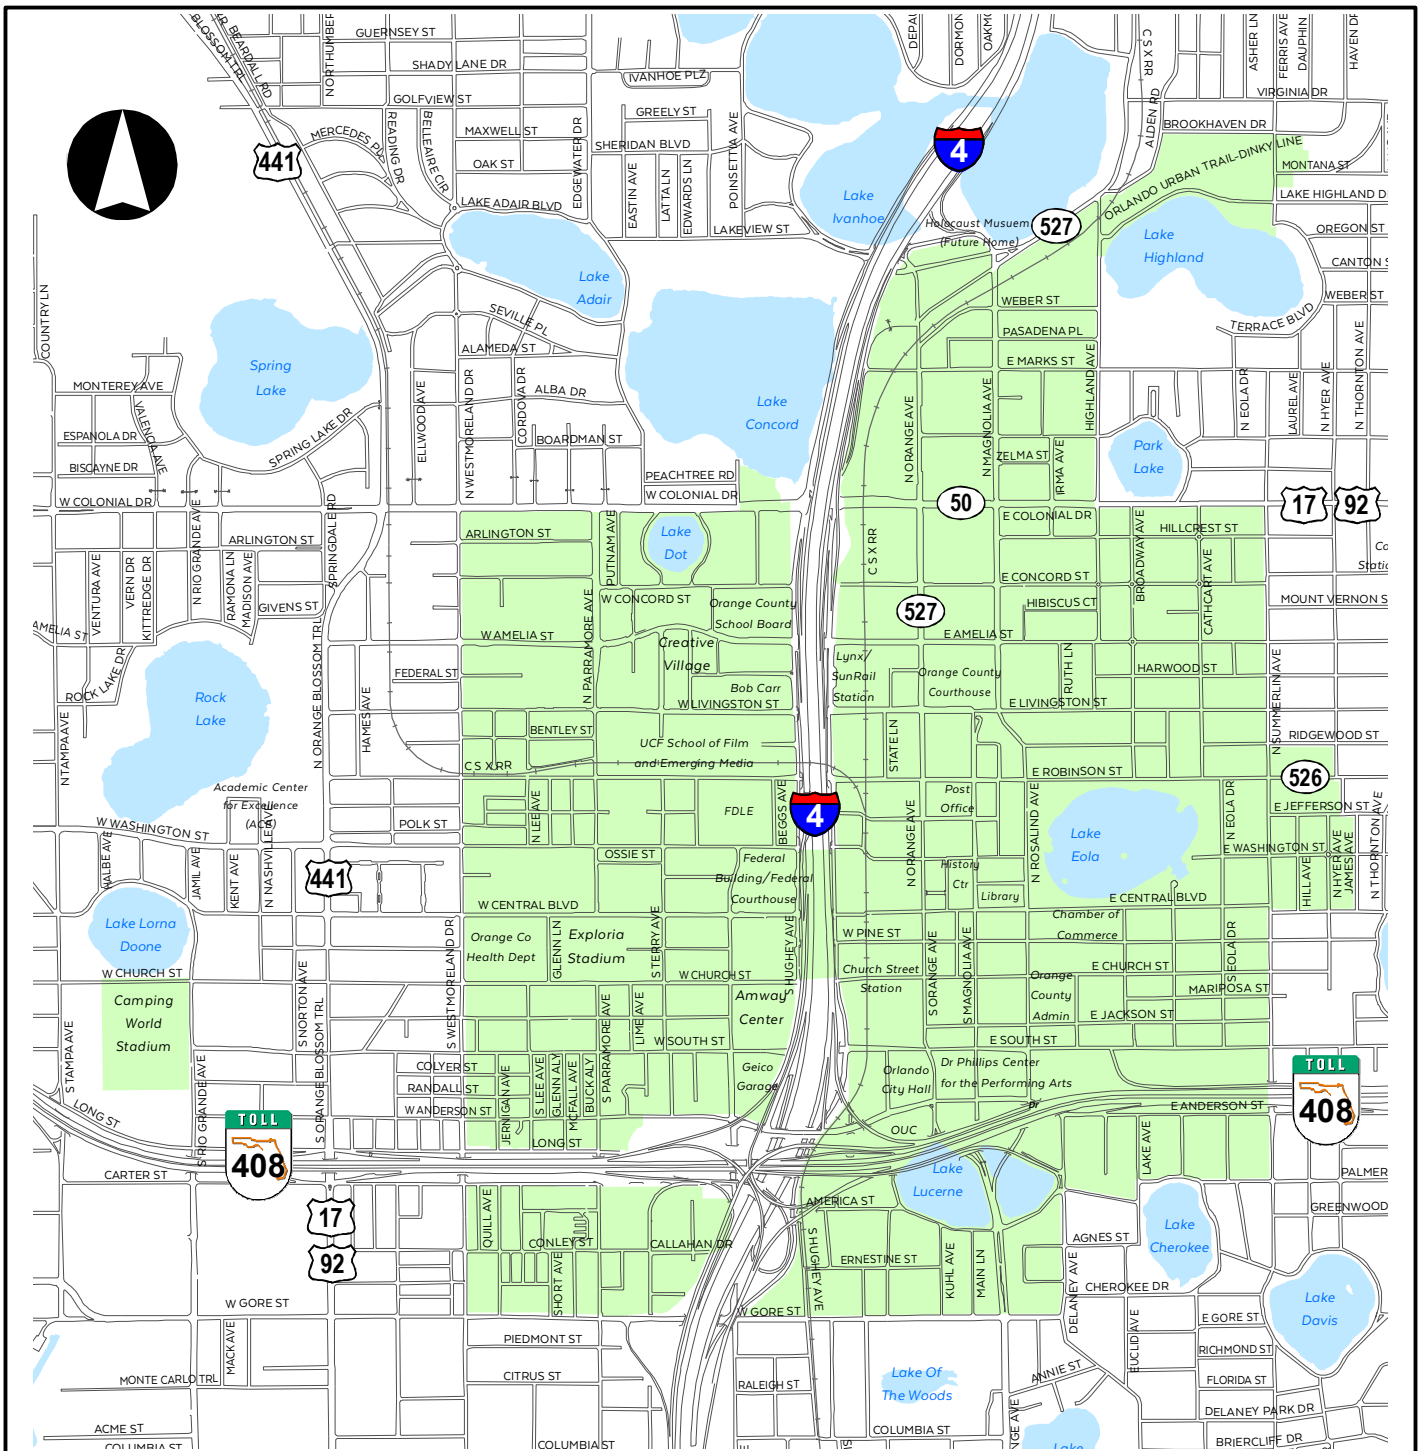 GUERNSEY ST
SHADY LANE DR
GOLFVIEW ST
N BLOSSOM TRL
BEARDALL RD
MERCEDES PL
READING DR
BELLEAIRE CIR
MAXWELL ST
OAK ST
LAKE ADAIR BLVD
EDGEWATER DR
IVANHOE PLZ
GREELY ST
SHERIDAN BLVD
EASTIN AVE
LATTA LN
EDWARDS LN
POINSETTIA AVE
LAKEVIEW ST
441
4
527
Lake
Ivanhoe
Holocaust Musuem
(Future Home)
C S X RR
ALDEN RD
ASHER LN
FERRIS AVE
DAUPHIN
HAVEN DR
VIRGINIA DR
BROOKHAVEN DR
ORLANDO URBAN TRAIL-DINKY LINE
MONTANA ST
LAKE HIGHLAND D
OREGON ST
CANTON S
WEBER ST
TERRACE BLVD
Lake
Highland
Lake
Adair
SEVILLE PL
ALAMEDA ST
ALBA DR
BOARDMAN ST
ELLWOOD AVE
N WESTMORELAND DR
CORDOVA DR
PEACHTREE RD
W COLONIAL DR
Lake
Concord
Spring
Lake
COUNTRY LN
MONTEREY AVE
VALENCIA AVE
ESPANOLA DR
BISCAYNE DR
W COLONIAL DR
SPRING LAKE DR
WEBER ST
PASADENA PL
E MARKS ST
N ORANGE AVE
N MAGNOLIA AVE
HIGHLAND AVE
ZELMA ST
IRMA AVE
Park
Lake
N EOLA DR
LAUREL AVE
N HYER AVE
N THORNTON AVE
50
17
92
E COLONIAL DR
HILLCREST ST
BROADWAY AVE
CATHCART AVE
C S X RR
E CONCORD ST
HIBISCUS CT
527
E AMELIA ST
MOUNT VERNON S
ARLINGTON ST
VENTURA AVE
VERN DR
KITTREDGE DR
N RIO GRANDE AVE
RAMONA LN
MADISON AVE
GIVENS ST
SPRINGDALE RD
AMELIA ST
ROCK LAKE DR
Rock
Lake
N TAMPA AVE
N ORANGE BLOSSOM TRL
HAMES AVE
FEDERAL ST
ARLINGTON ST
PUTNAM AVE
Lake
Dot
W CONCORD ST
Orange County
School Board
W AMELIA ST
N PARRAMORE AVE
Creative
Village
Bob Carr
W LIVINGSTON ST
BENTLEY ST
UCF School of Film
and Emerging Media
C S X RR
Lynx/
SunRail
Station
Orange County
Courthouse
RUTH LN
HARWOOD ST
E LIVINGSTON ST
N SUMMERLIN AVE
RIDGEWOOD ST
STATE LN
E ROBINSON ST
526
E JEFFERSON ST
Academic Center
for Excellence
(ACE)
W WASHINGTON ST
N NASHVILLE AVE
POLK ST
N LEE AVE
FDLE
BEGGS AVE
4
Post
Office
N ORANGE AVE
N ROSALIND AVE
Lake
Eola
N EOLA DR
E WASHINGTON ST
HILL AVE
N HYER AVE
JAMES AVE
N THORNTON AVE
HALBE AVE
JAMIL AVE
KENT AVE
441
OSSIE ST
Federal
Building/Federal
Courthouse
History
Ctr
Library
W CENTRAL BLVD
E CENTRAL BLVD
Chamber of
Commerce
Lake Lorna
Doone
W CHURCH ST
Orange Co
Health Dept
GLENN LN
Exploria
Stadium
S TERRY AVE
W CHURCH ST
S HUGHEY AVE
W PINE ST
Church Street
Station
S ORANGE AVE
S MAGNOLIA AVE
E CHURCH ST
S EOLA DR
MARIPOSA ST
Orange
County
Admin
E JACKSON ST
Camping
World
Stadium
S TAMPA AVE
S NORTON AVE
S ORANGE BLOSSOM TRL
S WESTMORELAND DR
Amway
Center
S PARRAMORE AVE
LIME AVE
W SOUTH ST
E SOUTH ST
COLYER ST
RANDALL ST
W ANDERSON ST
JERNIGAN AVE
S LEE AVE
GLENN ALY
MCFALL AVE
BUCK ALY
LONG ST
Geico
Garage
Orlando
City Hall
Dr Phillips Center
for the Performing Arts
E ANDERSON ST
OUC
TOLL
408
LONG ST
S RIO GRANDE AVE
TOLL
408
CARTER ST
17
92
Lake
Lucerne
AMERICA ST
LAKE AVE
PALMER
GREENWOOD
QUILL AVE
CONLEY ST
SHORT AVE
CALLAHAN DR
S HUGHEY AVE
ERNESTINE ST
KUHL AVE
MAIN LN
AGNES ST
DELANEY AVE
CHEROKEE DR
Lake
Cherokee
Lake
Davis
W GORE ST
W GORE ST
E GORE ST
MACK AVE
PIEDMONT ST
CITRUS ST
RALEIGH ST
Lake Of
The Woods
ANNIE ST
EUCLID AVE
RICHMOND ST
FLORIDA ST
DELANEY PARK DR
BRIERCLIFF DR
MONTE CARLO TRL
ACME ST
COLUMBIA ST
COLUMBIA ST
COLUMBIA ST
Lake